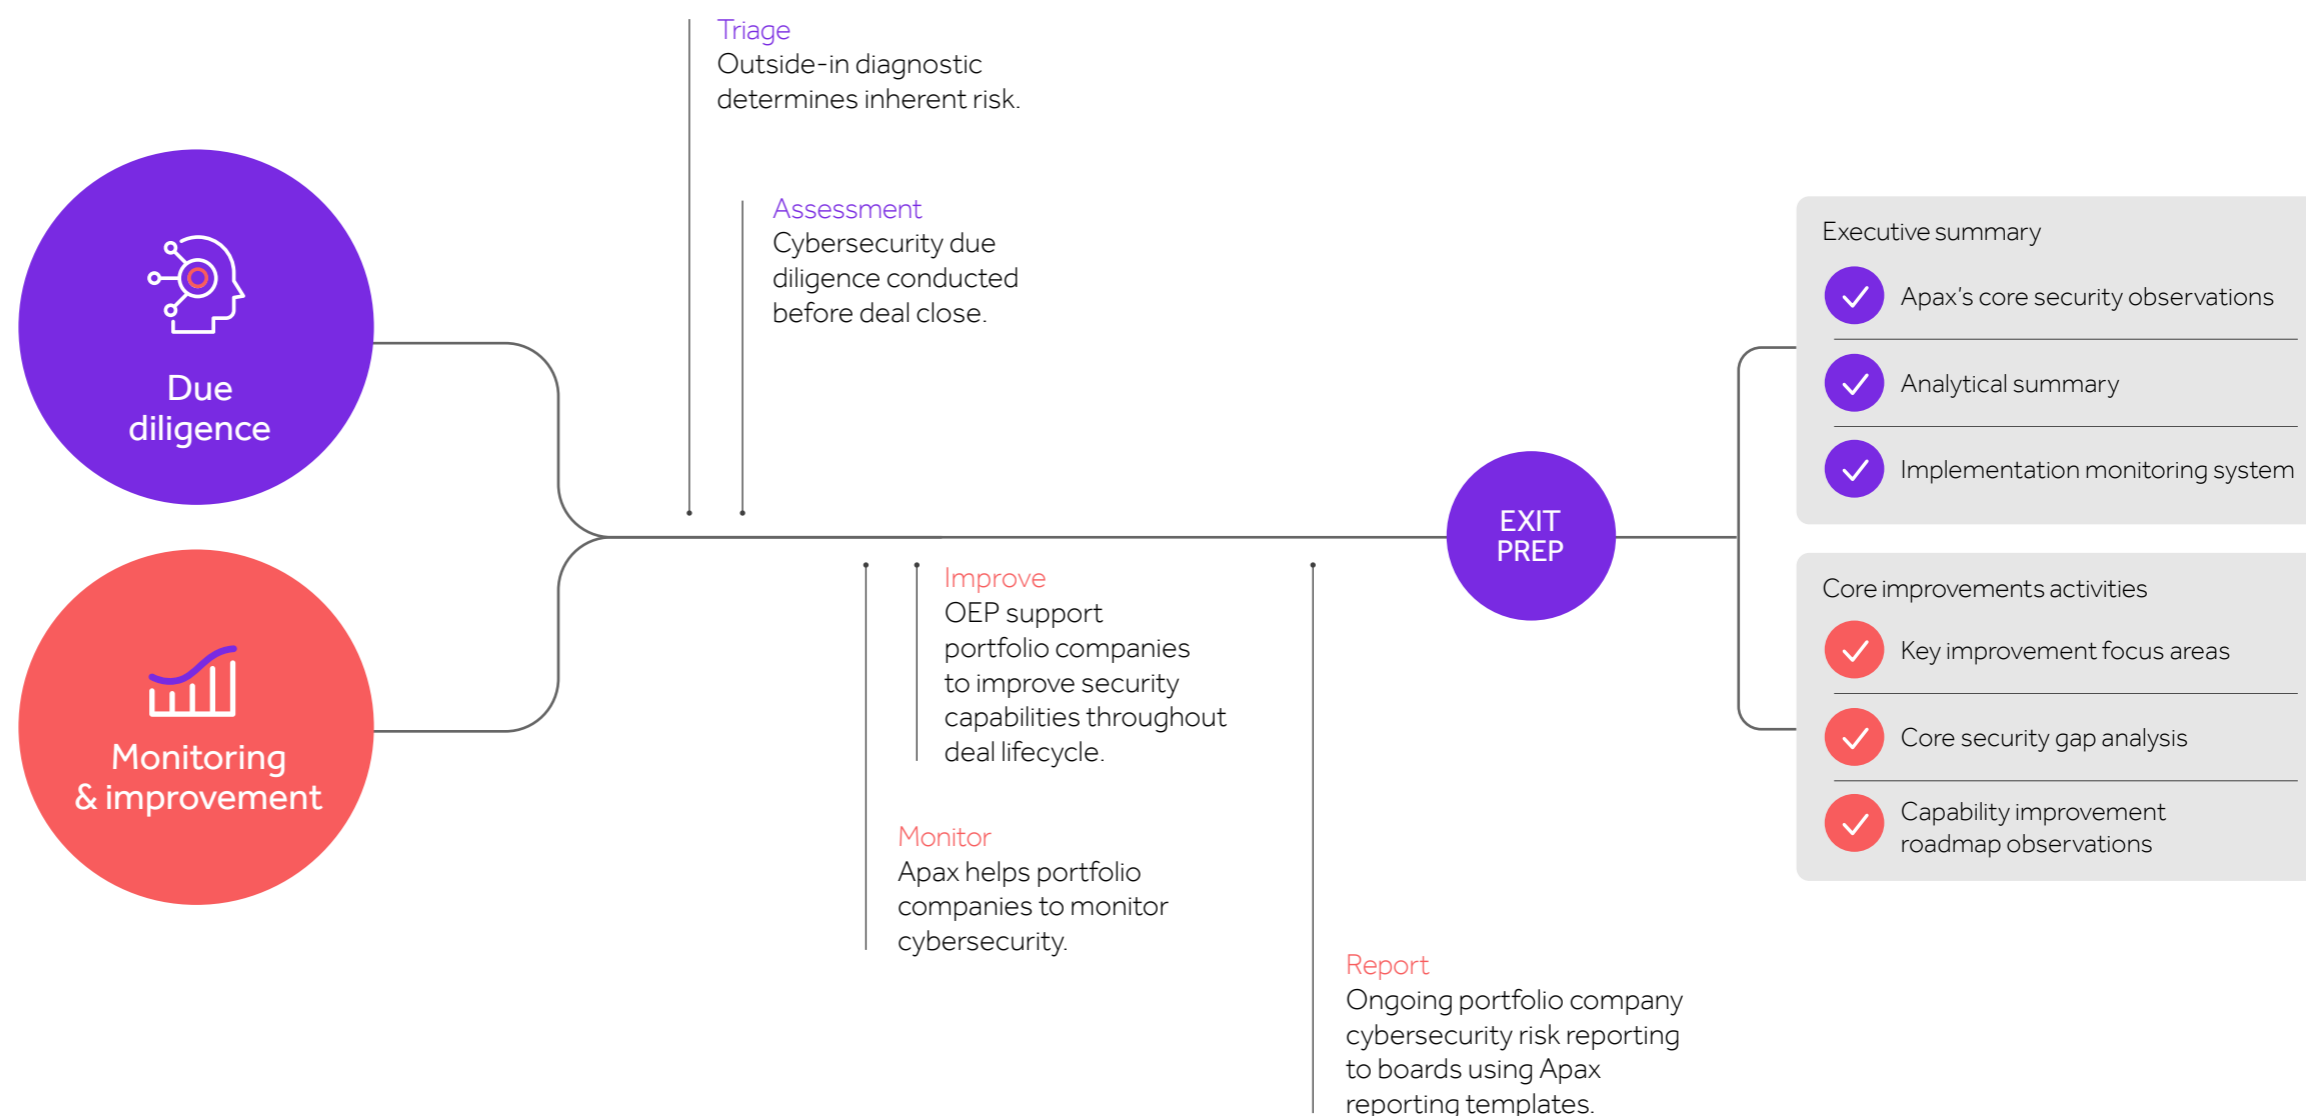 Triage
Outside-in diagnostic
determines inherent risk.
Assessment
Cybersecurity due
diligence conducted
before deal close.
Due
diligence
Monitoring
& improvement
Improve
OEP support
portfolio companies
to improve security
capabilities throughout
deal lifecycle.
Monitor
Apax helps portfolio
companies to monitor
cybersecurity.
Report
Ongoing portfolio company
cybersecurity risk reporting
to boards using Apax
reporting templates.
EXIT
PREP
Executive summary
Apax’s core security observations
Analytical summary
Implementation monitoring system
Core improvements activities
Key improvement focus areas
Core security gap analysis
Capability improvement
roadmap observations